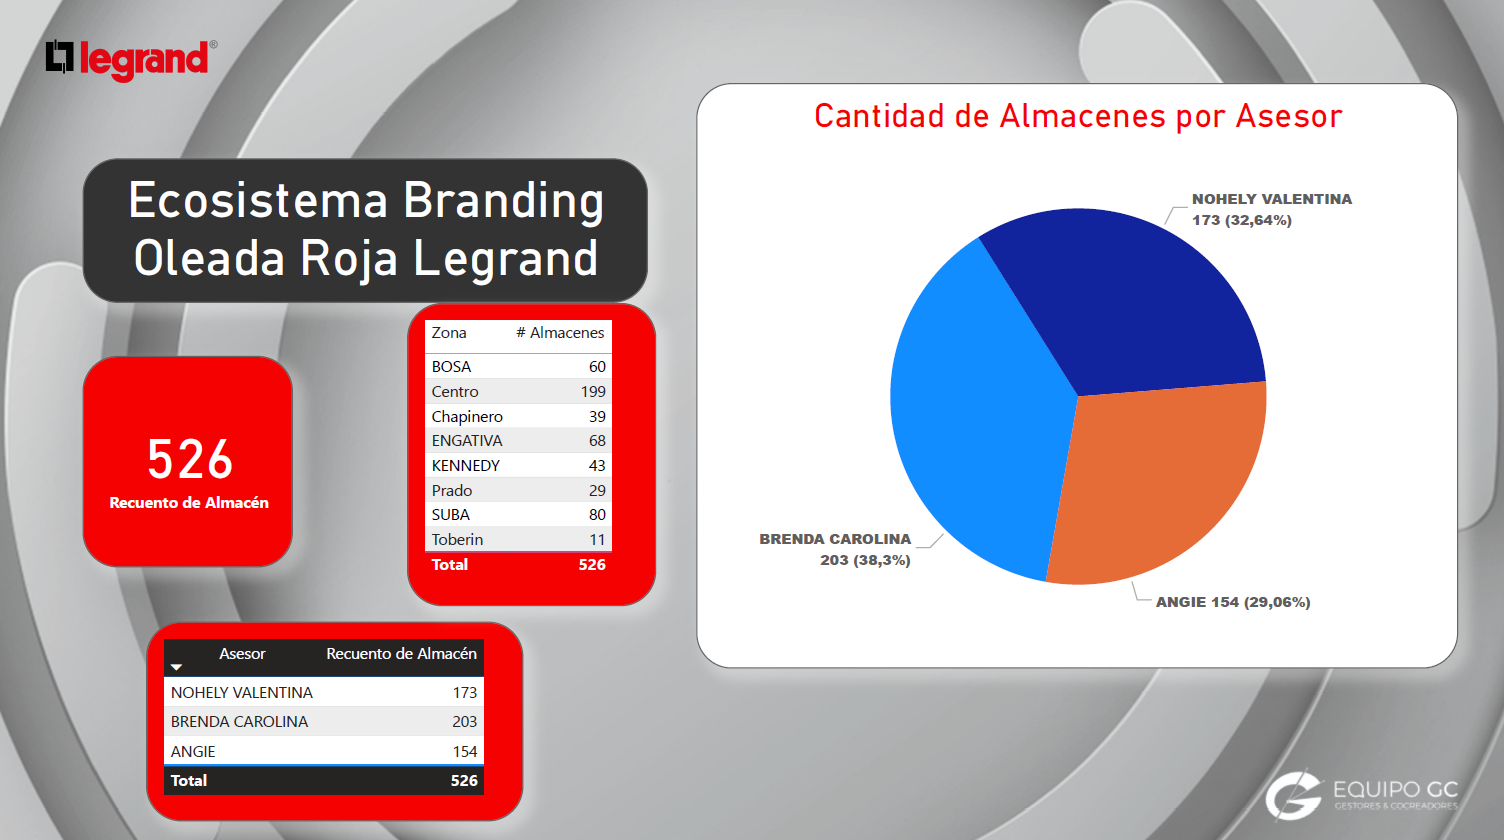 legrand®
Ecosistema Branding
Oleada Roja Legrand
526
Recuento de Almacén
Zona # Almacenes
BOSA 60
Centro 199
Chapinero 39
ENGATIVA 68
KENNEDY 43
Prado 29
SUBA 80
Toberin 11
Total 526
Asesor Recuento de Almacén
NOHELY VALENTINA 173
BRENDA CAROLINA 203
ANGIE 154
Total 526
Cantidad de Almacenes por Asesor
NOHELY VALENTINA
173 (32,64%)
BRENDA CAROLINA
203 (38,3%)
ANGIE 154 (29,06%)
EQUIPO GC
GESTORES & COCREADORES